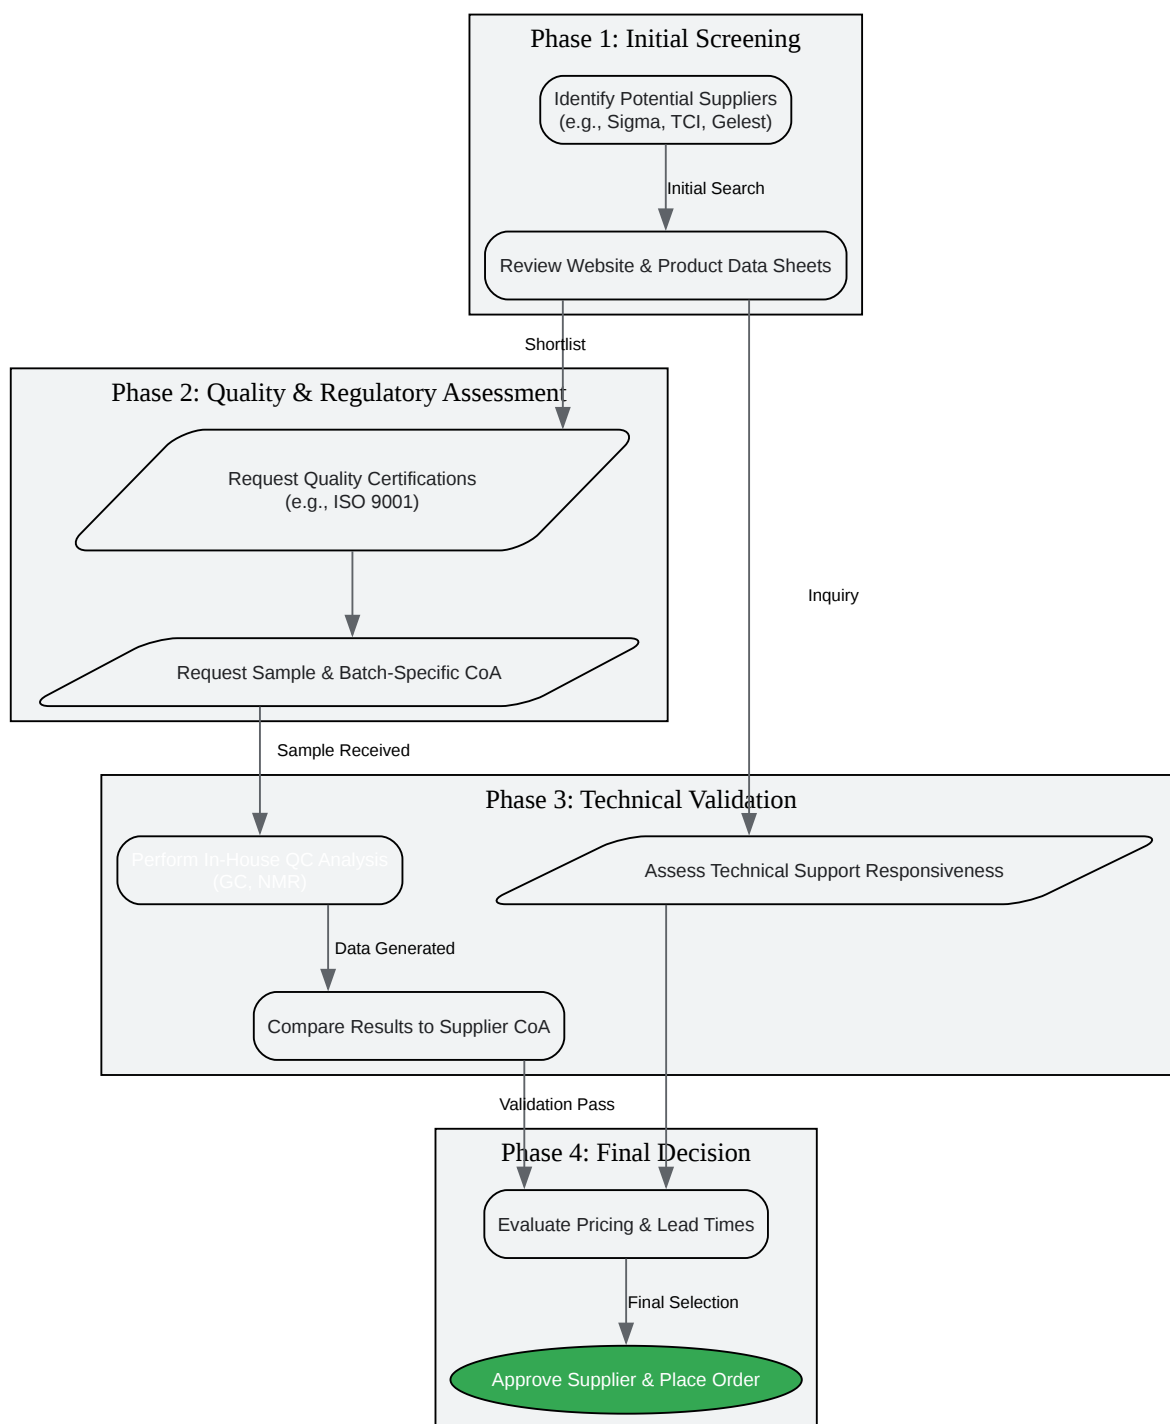 Phase 1: Initial Screening
Identify Potential Suppliers
(e.g., Sigma, TCI, Gelest)
Initial Search
Review Website & Product Data Sheets
Shortlist
Phase 2: Quality & Regulatory Assessment
Request Quality Certifications
(e.g., ISO 9001)
Inquiry
Request Sample & Batch-Specific CoA
Sample Received
Phase 3: Technical Validation
Perform In-House QC Analysis
(GC, NMR)
Assess Technical Support Responsiveness
Data Generated
Compare Results to Supplier CoA
Validation Pass
Phase 4: Final Decision
Evaluate Pricing & Lead Times
Final Selection
Approve Supplier & Place Order